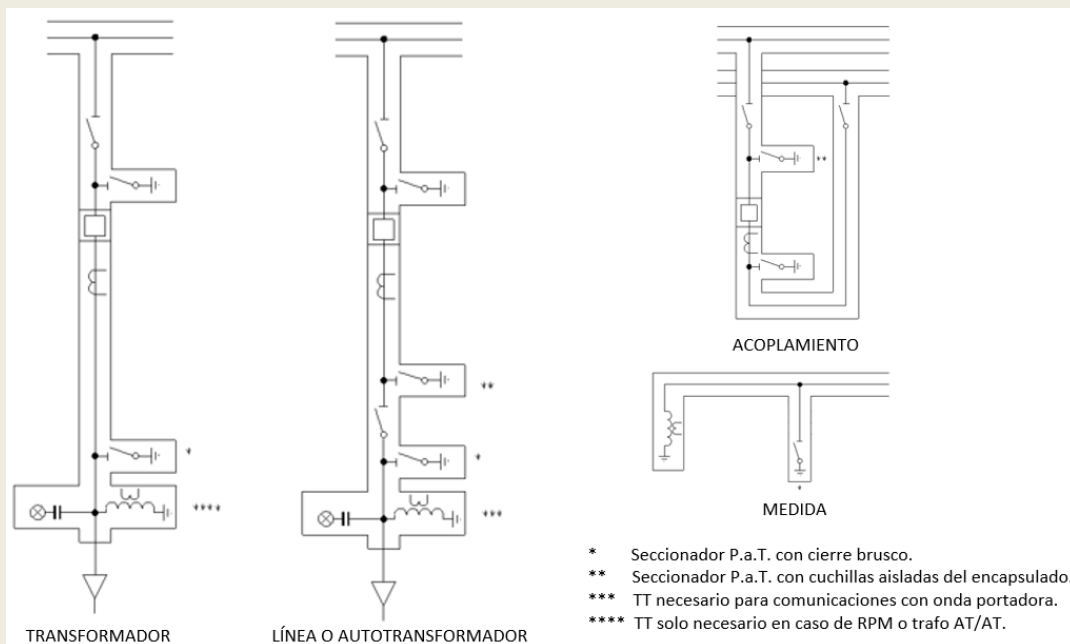 **
**
*
*
****
***
TRANSFORMADOR
LÍNEA O AUTOTRANSFORMADOR
ACOPLAMIENTO
*
MEDIDA
* Seccionador P.a.T. con cierre brusco.
** Seccionador P.a.T. con cuchillas aisladas del encapsulado.
*** TT necesario para comunicaciones con onda portadora.
**** TT solo necesario en caso de RPM o trafo AT/AT.